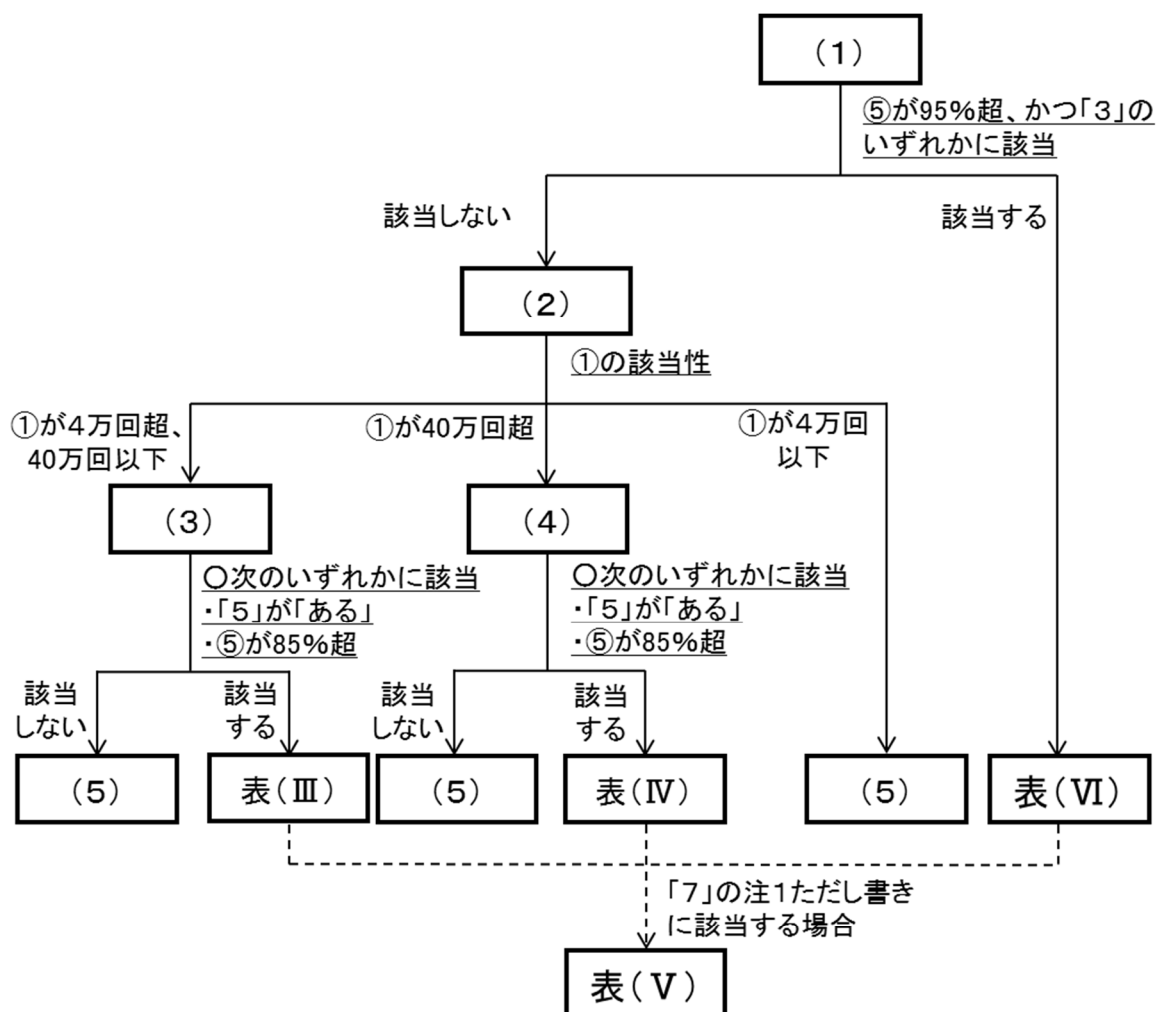 （１）
⑤が95%超、かつ「３」の
いずれかに該当
該当しない
該当する
（２）
①の該当性
①が４万回超、
40万回以下
①が40万回超
①が４万回
以下
（３）
（４）
〇次のいずれかに該当
・「５」が「ある」
・⑤が85%超
〇次のいずれかに該当
・「５」が「ある」
・⑤が85%超
該当
しない
該当
する
該当
しない
該当
する
（５）
表（Ⅲ）
（５）
表（Ⅳ）
（５）
表（Ⅵ）
「７」の注１ただし書き
に該当する場合
表（Ⅴ）